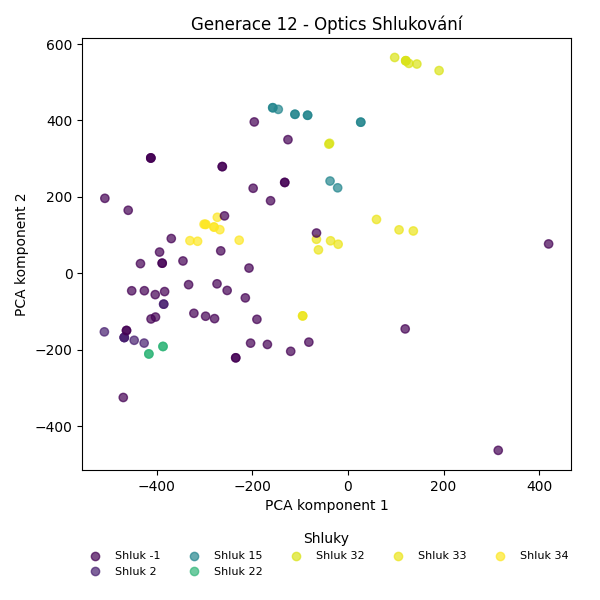 Generace 12 - Optics Shlukování
600
400
200
0
−200
−400
PCA komponent 2
−400
−200
0
200
400
PCA komponent 1
Shluky
Shluk -1
Shluk 15
Shluk 32
Shluk 33
Shluk 34
Shluk 2
Shluk 22